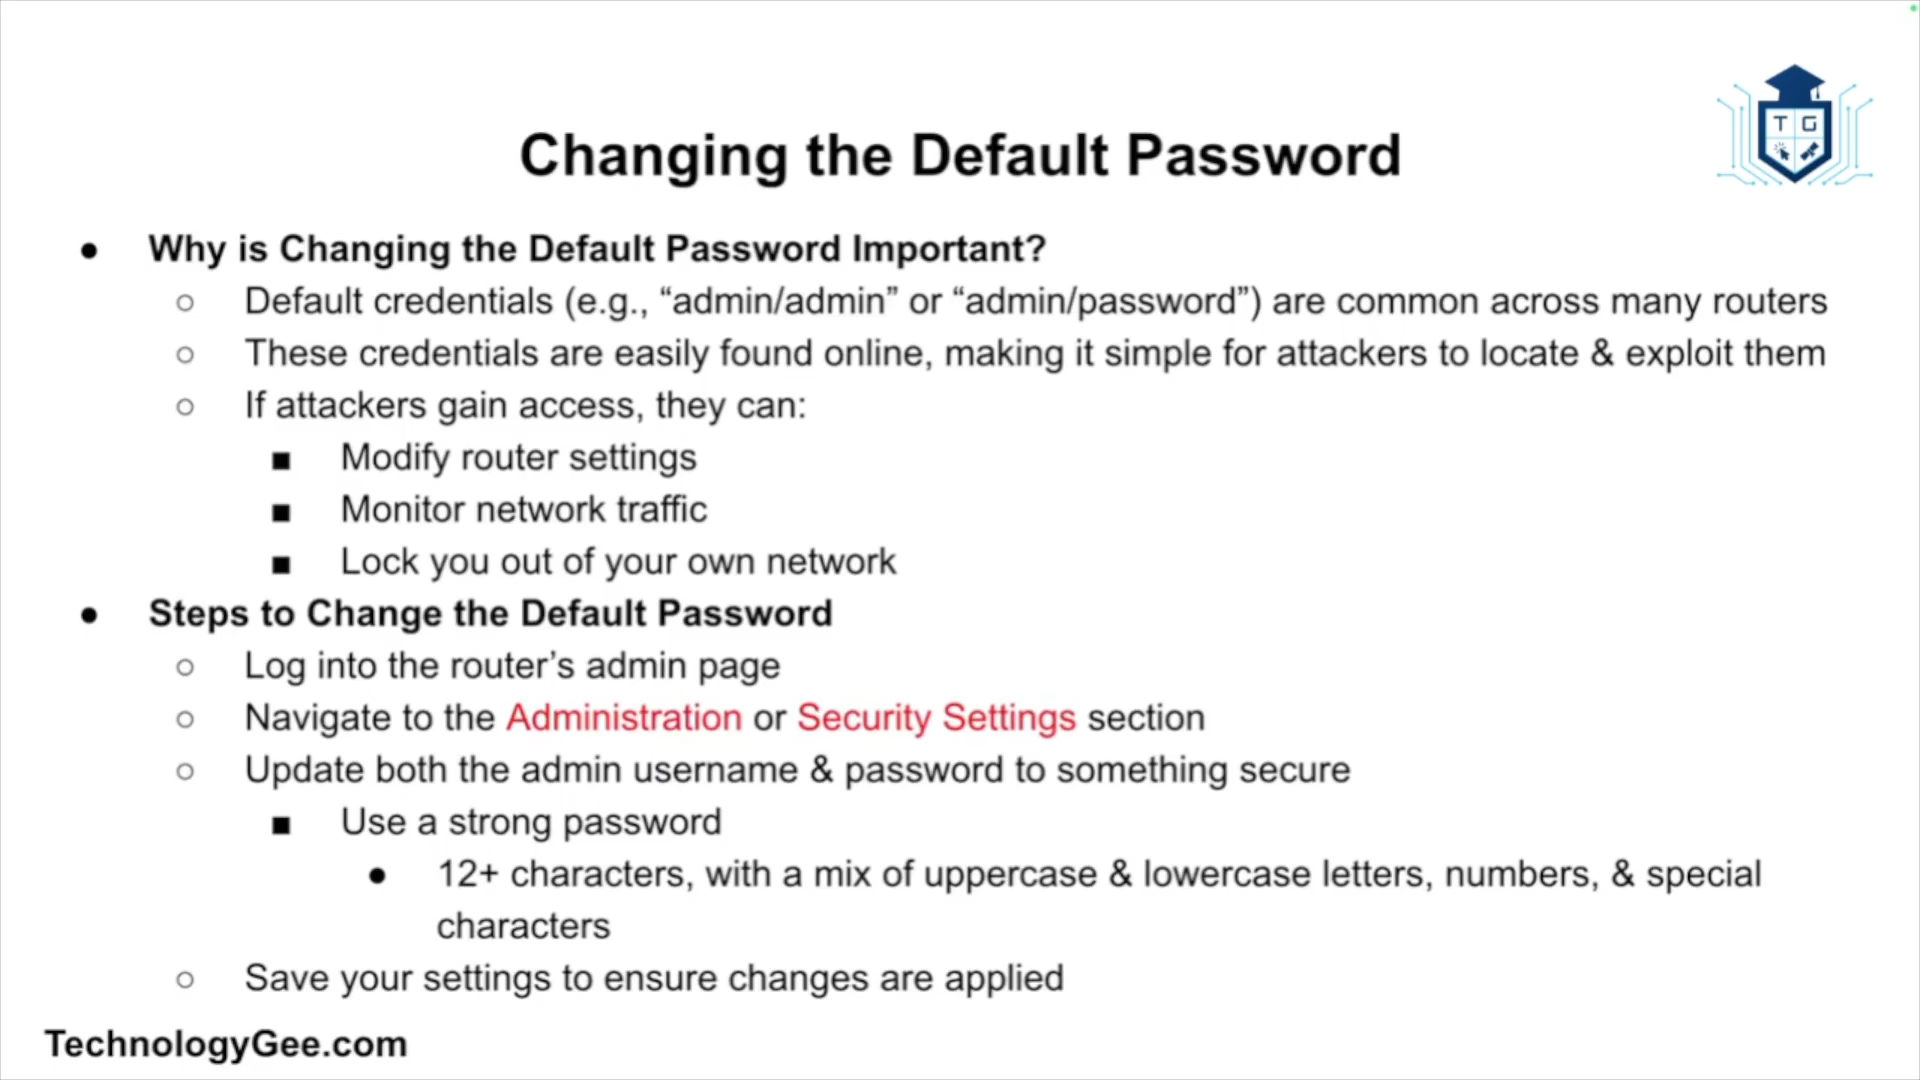 T G
Changing the Default Password
● Why is Changing the Default Password Important?
○ Default credentials (e.g., “admin/admin” or “admin/password”) are common across many routers
○ These credentials are easily found online, making it simple for attackers to locate & exploit them
○ If attackers gain access, they can:
■ Modify router settings
■ Monitor network traffic
■ Lock you out of your own network
● Steps to Change the Default Password
○ Log into the router’s admin page
○ Navigate to the Administration or Security Settings section
○ Update both the admin username & password to something secure
■ Use a strong password
● 12+ characters, with a mix of uppercase & lowercase letters, numbers, & special
characters
○ Save your settings to ensure changes are applied
TechnologyGee.com